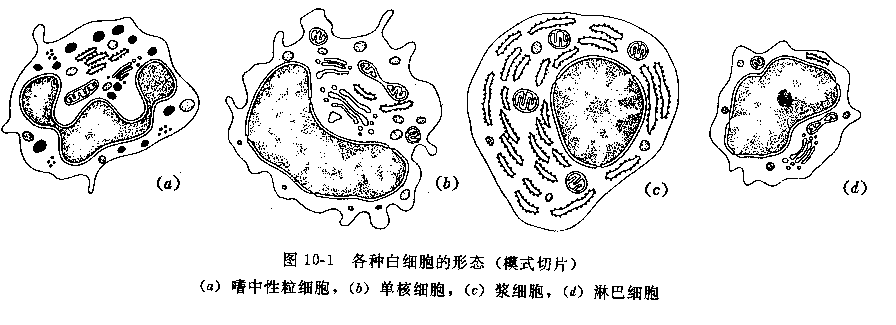 (a)
(b)
(c)
(d)
图 10-1 各种白细胞的形态（模式切片）
(a) 嗜中性粒细胞，(b) 单核细胞，(c) 浆细胞，(d) 淋巴细胞